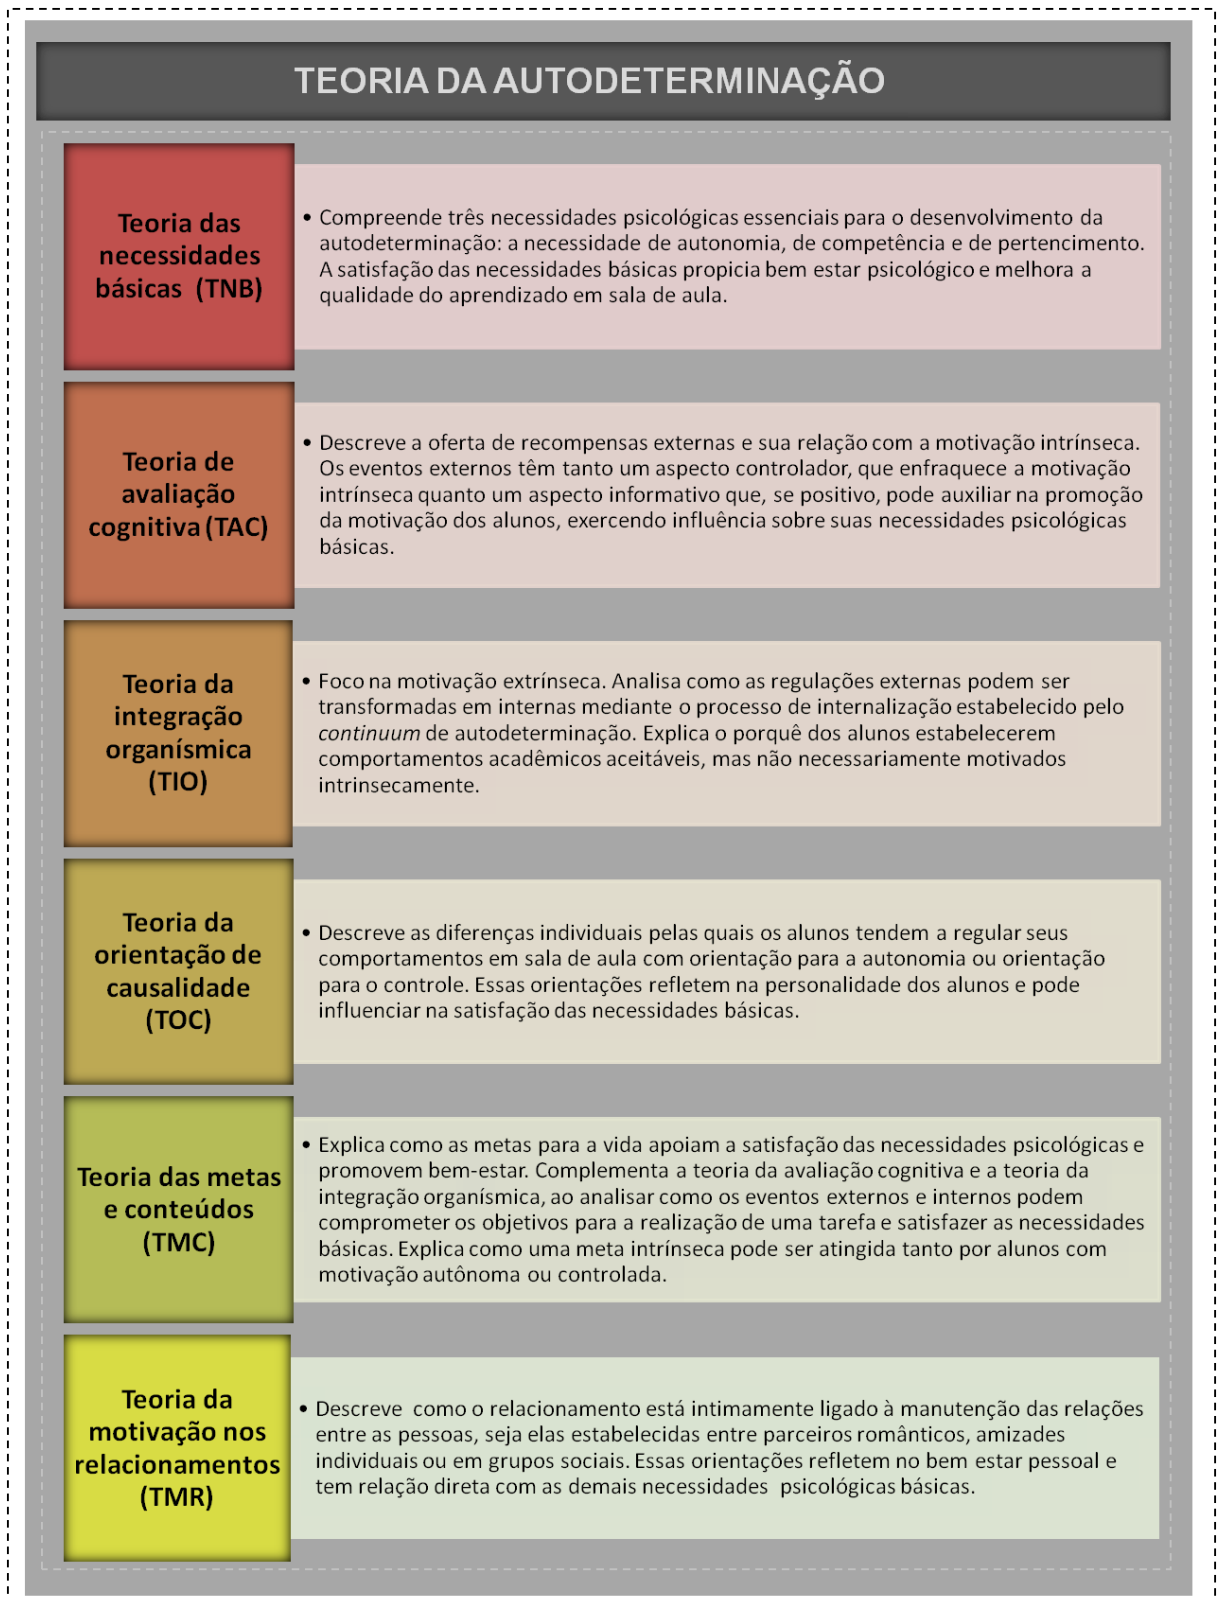 TEORIA DA AUTODETERMINAÇÃO
Teoria das
necessidades
básicas (TNB)
• Compreende três necessidades psicológicas essenciais para o desenvolvimento da
autodeterminação: a necessidade de autonomia, de competência e de pertencimento.
A satisfação das necessidades básicas propicia bem estar psicológico e melhora a
qualidade do aprendizado em sala de aula.
Teoria de
avaliação
cognitiva (TAC)
• Descreve a oferta de recompensas externas e sua relação com a motivação intrínseca.
Os eventos externos têm tanto um aspecto controlador, que enfraquece a motivação
intrínseca quanto um aspecto informativo que, se positivo, pode auxiliar na promoção
da motivação dos alunos, exercendo influência sobre suas necessidades psicológicas
básicas.
Teoria da
integração
organísmica
(TIO)
• Foco na motivação extrínseca. Analisa como as regulações externas podem ser
transformadas em internas mediante o processo de internalização estabelecido pelo
continuum de autodeterminação. Explica o porquê dos alunos estabelecerem
comportamentos acadêmicos aceitáveis, mas não necessariamente motivados
intrinsecamente.
Teoria da
orientação de
causalidade
(TOC)
• Descreve as diferenças individuais pelas quais os alunos tendem a regular seus
comportamentos em sala de aula com orientação para a autonomia ou orientação
para o controle. Essas orientações refletem na personalidade dos alunos e pode
influenciar na satisfação das necessidades básicas.
Teoria das metas
e conteúdos
(TMC)
• Explica como as metas para a vida apoiam a satisfação das necessidades psicológicas e
promovem bem-estar. Complementa a teoria da avaliação cognitiva e a teoria da
integração organísmica, ao analisar como os eventos externos e internos podem
comprometer os objetivos para a realização de uma tarefa e satisfazer as necessidades
básicas. Explica como uma meta intrínseca pode ser atingida tanto por alunos com
motivação autônoma ou controlada.
Teoria da
motivação nos
relacionamentos
(TMR)
• Descreve como o relacionamento está intimamente ligado à manutenção das relações
entre as pessoas, seja elas estabelecidas entre parceiros românticos, amizades
individuais ou em grupos sociais. Essas orientações refletem no bem estar pessoal e
tem relação direta com as demais necessidades psicológicas básicas.